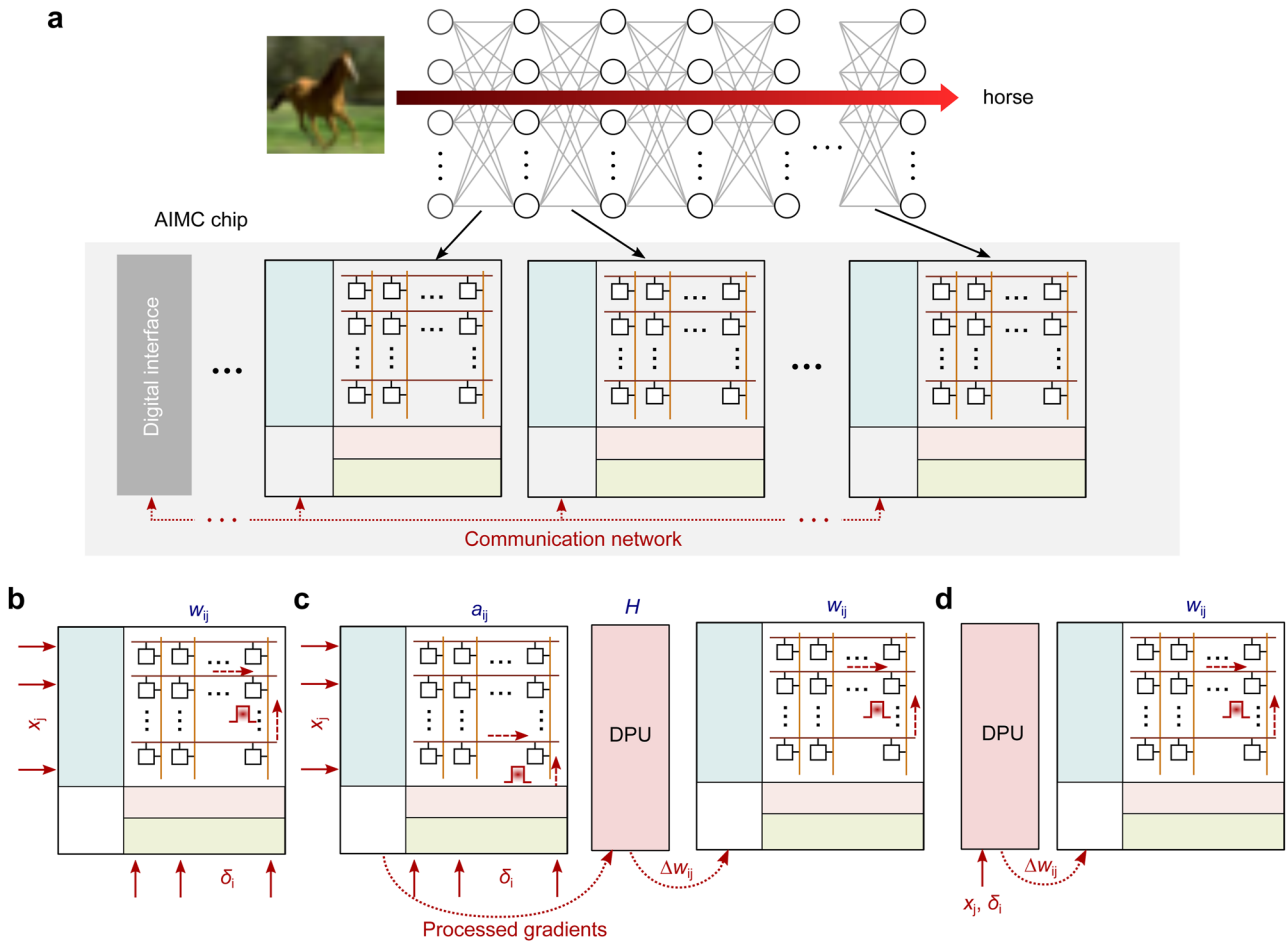 a
horse
AIMC chip
Digital interface
Communication network
b
w_ij
x_j
δ_i
c
a_ij
H
w_ij
x_j
DPU
δ_i
Δw_ij
Processed gradients
d
w_ij
DPU
Δw_ij
x_j, δ_i